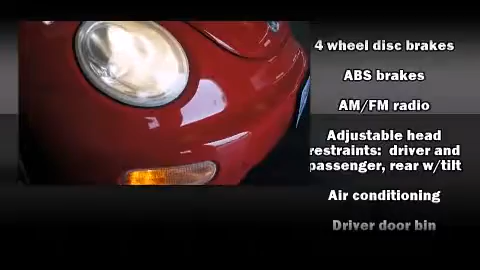 4 wheel disc brakes
ABS brakes
AM/FM radio
Adjustable head
restraints: driver and
passenger, rear w/tilt
Air conditioning
Driver door bin